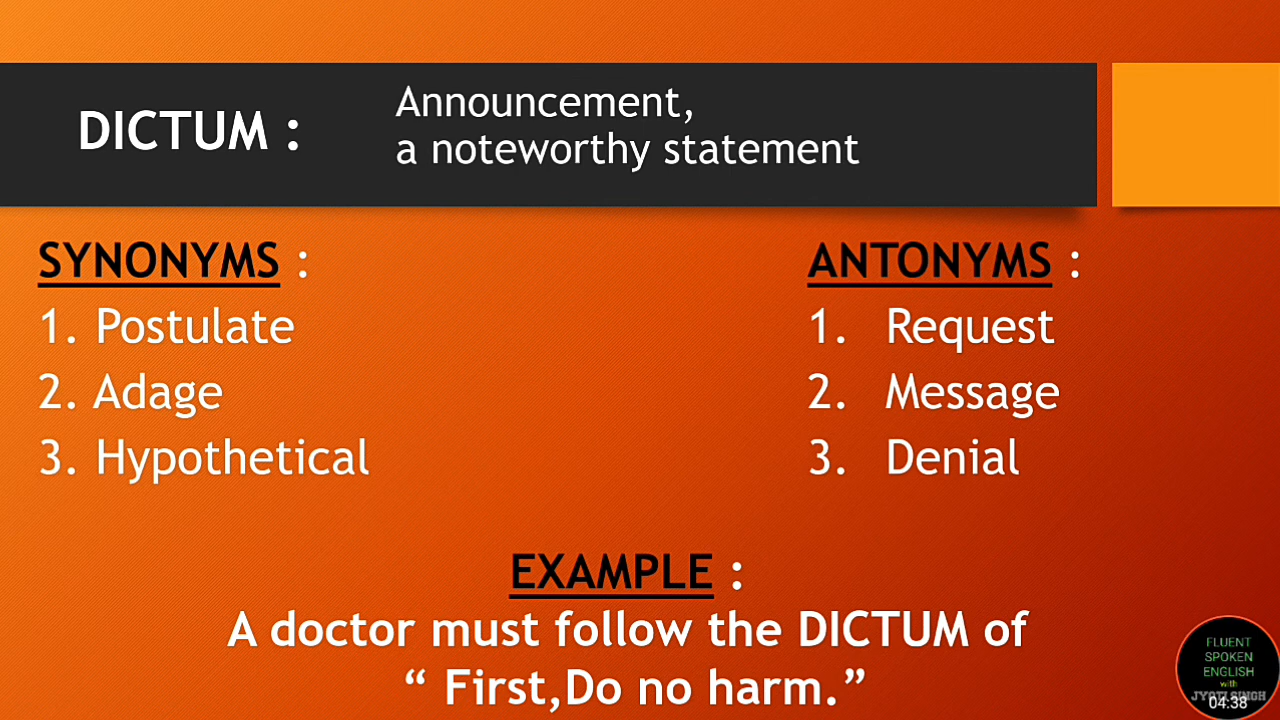 DICTUM :
Announcement,
a noteworthy statement
SYNONYMS :
1. Postulate
2. Adage
3. Hypothetical
ANTONYMS :
1. Request
2. Message
3. Denial
EXAMPLE :
A doctor must follow the DICTUM of
“ First,Do no harm.”
FLUENT
SPOKEN
ENGLISH
with
JYOTI SINGH
04:38